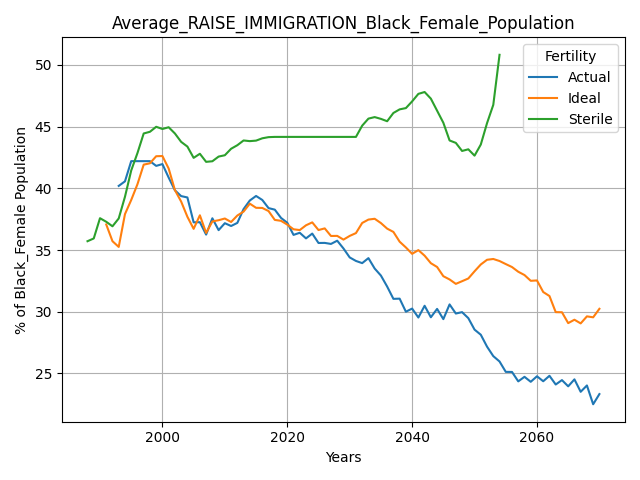 Average_RAISE_IMMIGRATION_Black_Female_Population
% of Black_Female Population
50
45
40
35
30
25
2000
2020
2040
2060
Years
Fertility
Actual
Ideal
Sterile